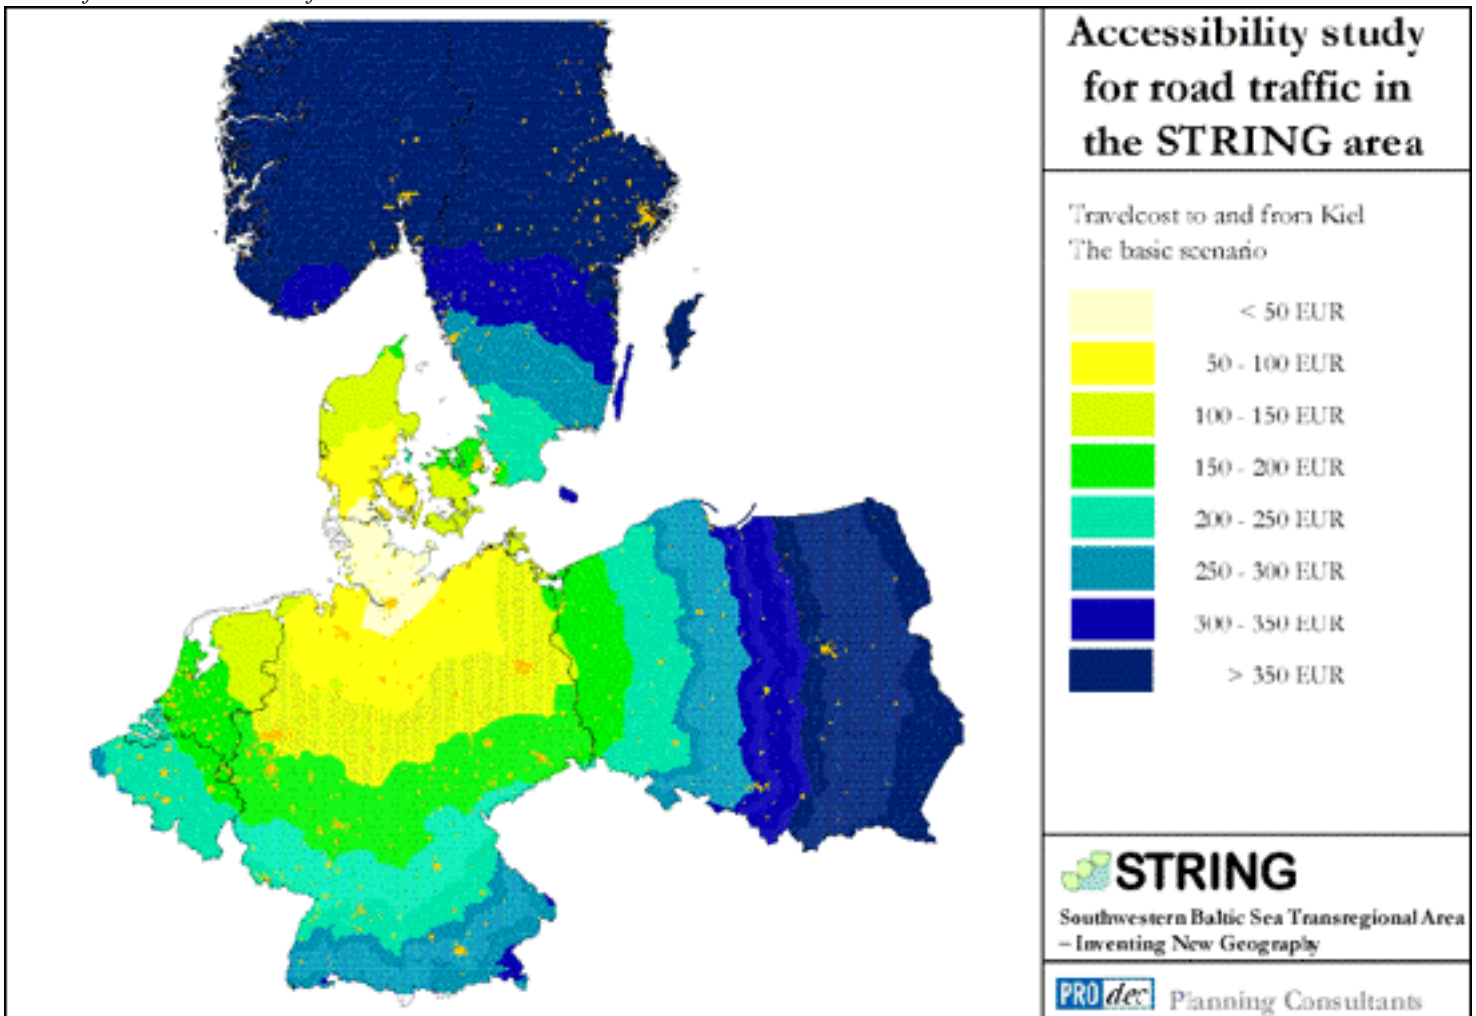 Accessibility study
for road traffic in
the STRING area
Travelcost to and from Kiel
The basic scenario
< 50 EUR
50 - 100 EUR
100 - 150 EUR
150 - 200 EUR
200 - 250 EUR
250 - 300 EUR
300 - 350 EUR
> 350 EUR
STRING
Southwestern Baltic Sea Transregional Area
– Inventing New Geography
PRO dec Planning Consultants